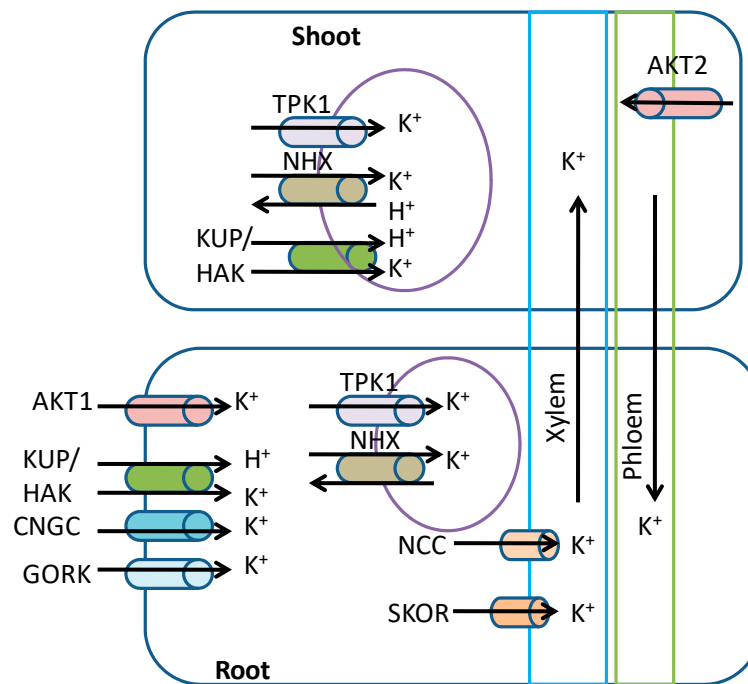 Shoot
AKT2
TPK1
K⁺
NHX
K⁺
H⁺
KUP/
HAK
H⁺
K⁺
K⁺
Xylem
Phloem
K⁺
Root
AKT1
K⁺
KUP/
HAK
H⁺
K⁺
CNGC
K⁺
GORK
K⁺
TPK1
K⁺
NHX
K⁺
NCC
K⁺
SKOR
K⁺